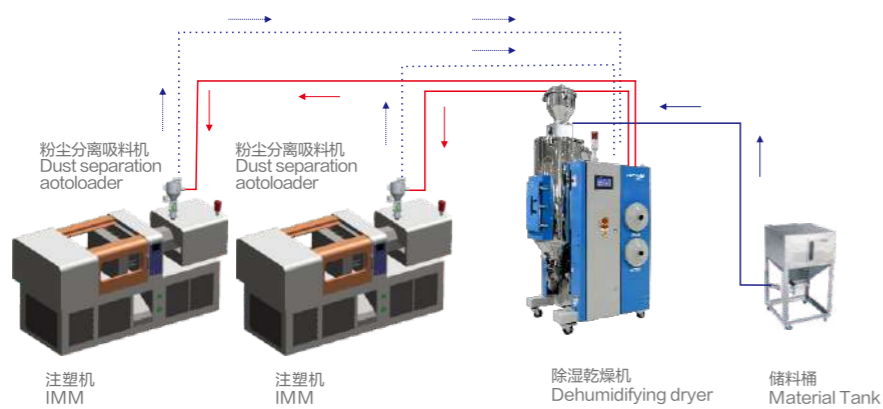 粉尘分离吸料机
Dust separation
aotoloader
粉尘分离吸料机
Dust separation
aotoloader
注塑机
IMM
注塑机
IMM
除湿乾燥机
Dehumidifying dryer
储料桶
Material Tank